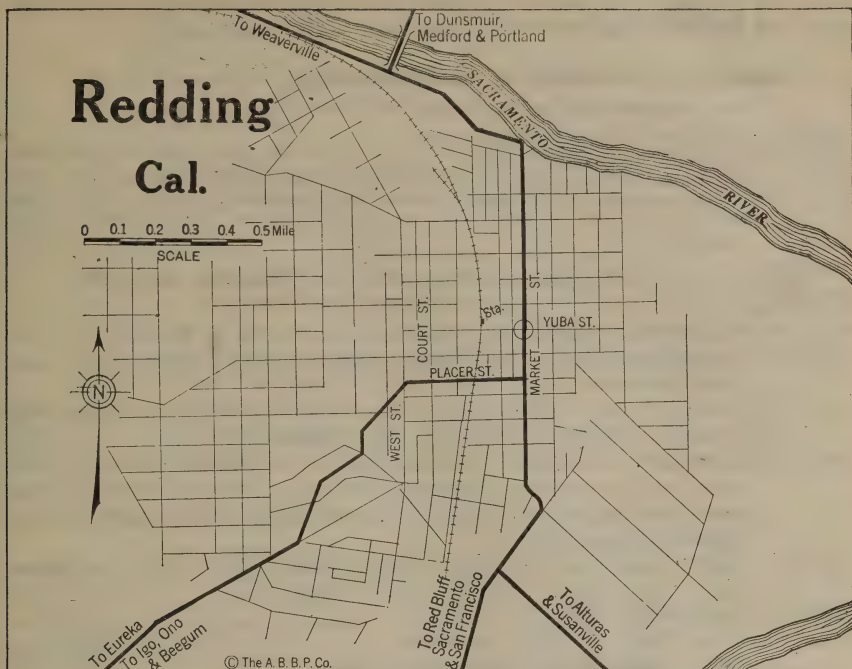 To Weaverville
To Dunsmuir,
Medford & Portland
Redding
Cal.
SACRAMENTO
RIVER
0 0.1 0.2 0.3 0.4 0.5 Mile
SCALE
COURT ST.
Sta.
MARKET ST.
YUBA ST.
N
PLACER ST.
WEST ST.
To Eureka
To Igo, Ono
& Beegum
To Red Bluff
Sacramento
& San Francisco
To Alturas
& Susanville
© The A. B. B. P. Co.